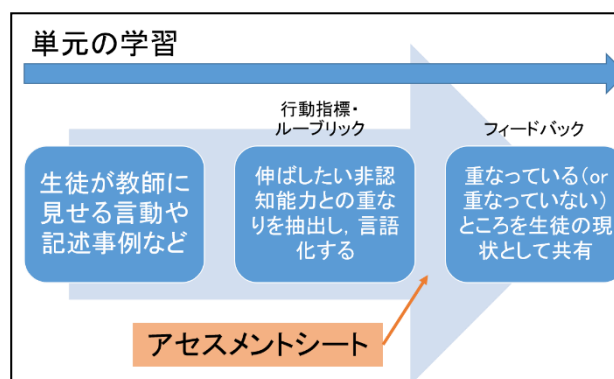 単元の学習
行動指標・
ルーブリック
フィードバック
生徒が教師に
見せる言動や
記述事例など
伸ばしたい非認
知能力との重な
りを抽出し，言語
化する
重なっている（or
重なっていない）
ところを生徒の現
状として共有
アセスメントシート